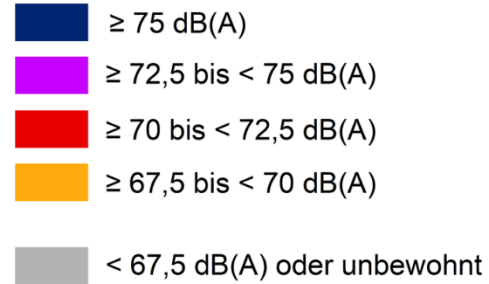 ≥ 75 dB(A)
≥ 72,5 bis < 75 dB(A)
≥ 70 bis < 72,5 dB(A)
≥ 67,5 bis < 70 dB(A)
< 67,5 dB(A) oder unbewohnt